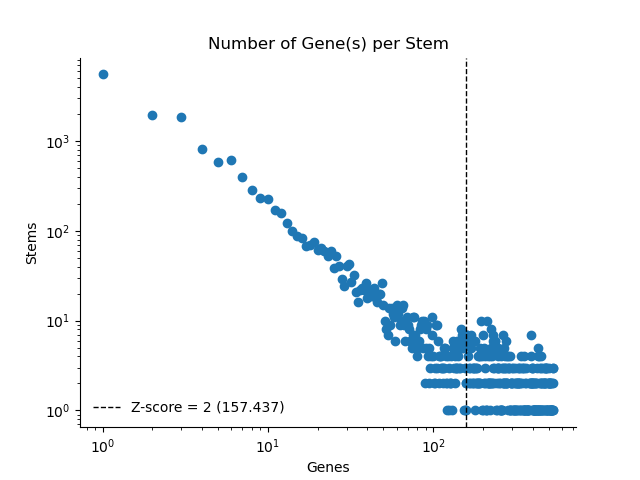 Number of Gene(s) per Stem
Stems
10³
10²
10¹
10⁰
Z-score = 2 (157.437)
10⁰ 10¹ 10²
Genes